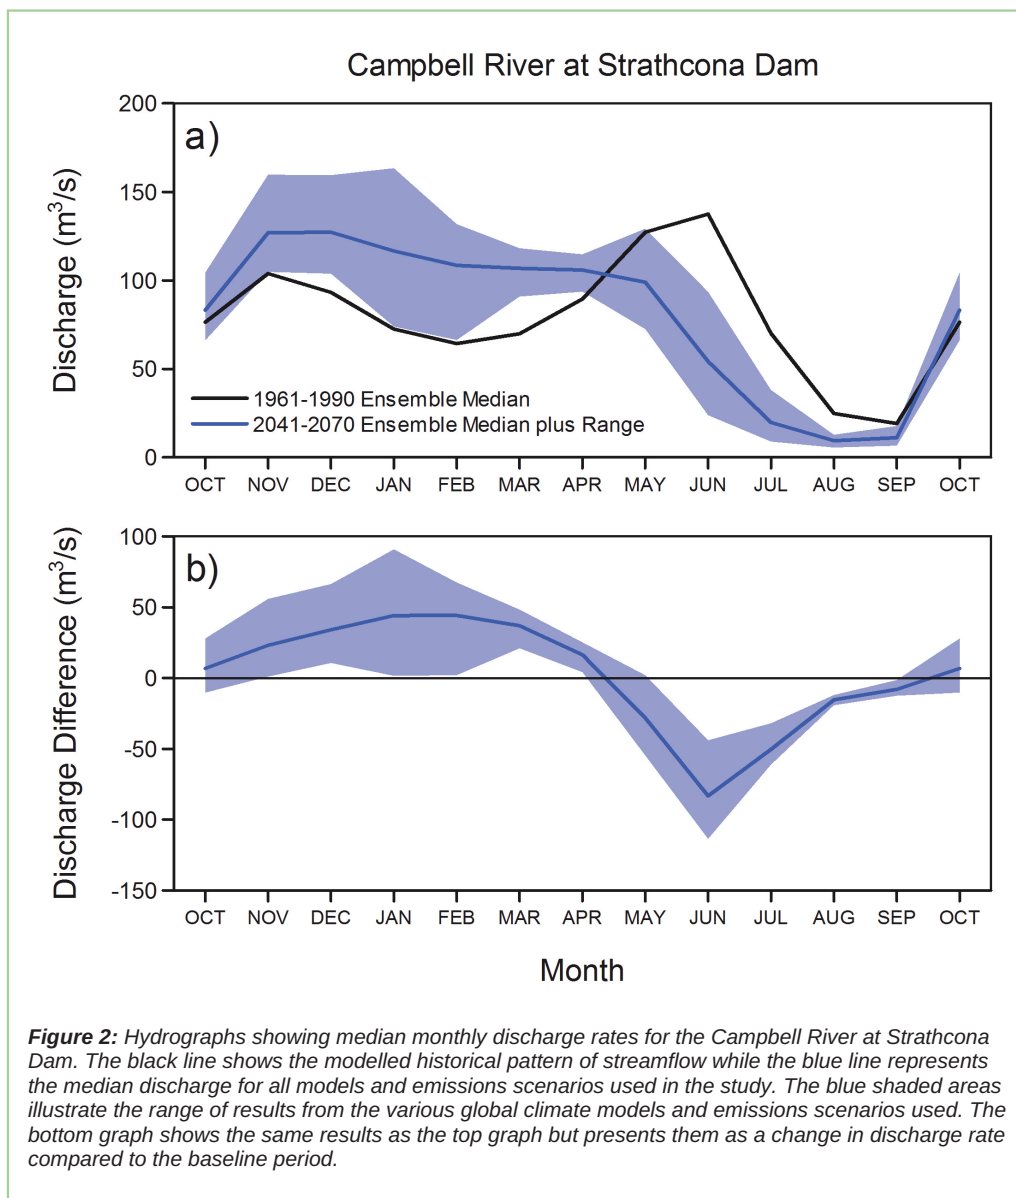 Campbell River at Strathcona Dam
a)
Discharge (m³/s)
200
150
100
50
0
1961-1990 Ensemble Median
2041-2070 Ensemble Median plus Range
OCT NOV DEC JAN FEB MAR APR MAY JUN JUL AUG SEP OCT
b)
Discharge Difference (m³/s)
100
50
0
-50
-100
-150
OCT NOV DEC JAN FEB MAR APR MAY JUN JUL AUG SEP OCT
Month
Figure 2: Hydrographs showing median monthly discharge rates for the Campbell River at Strathcona
Dam. The black line shows the modelled historical pattern of streamflow while the blue line represents
the median discharge for all models and emissions scenarios used in the study. The blue shaded areas
illustrate the range of results from the various global climate models and emissions scenarios used. The
bottom graph shows the same results as the top graph but presents them as a change in discharge rate
compared to the baseline period.